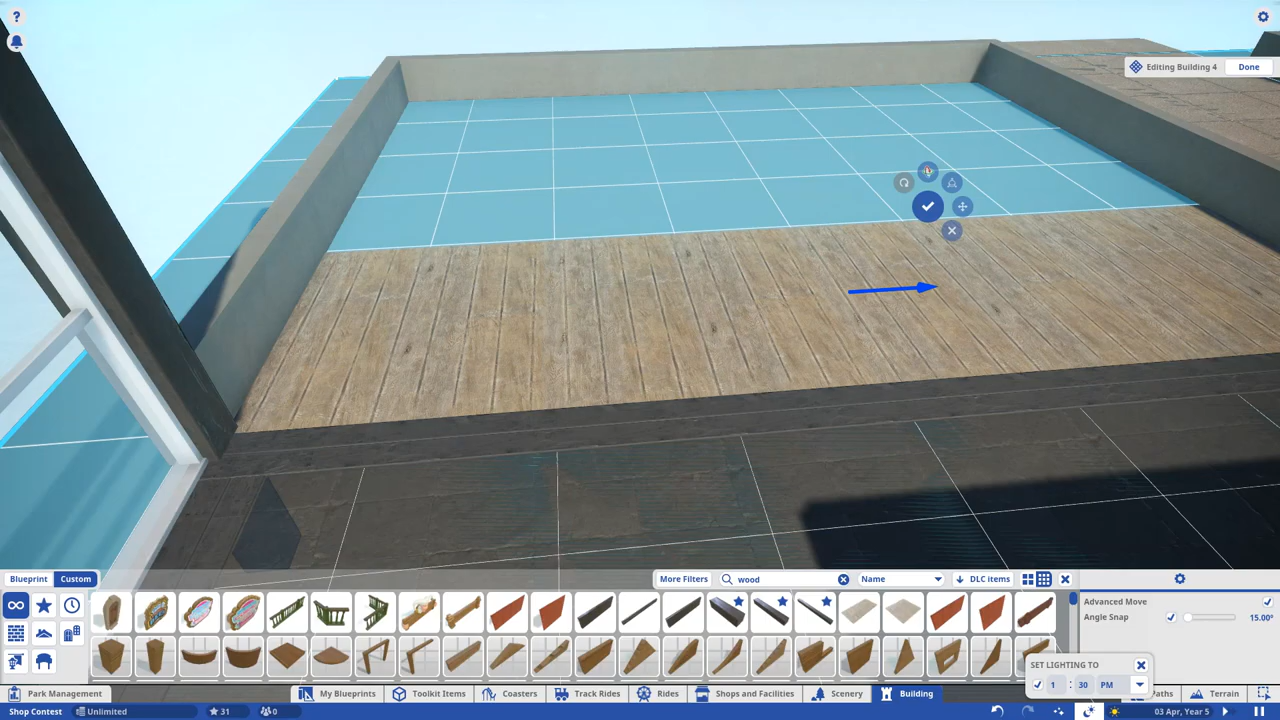 ?
Editing Building 4 Done
Blueprint Custom
More Filters wood Name DLC items
Advanced Move
Angle Snap 15.00°
SET LIGHTING TO
1 : 30 PM
Park Management My Blueprints Toolkit Items Coasters Track Rides Rides Shops and Facilities Scenery Building Paths Terrain
Shop Contest Unlimited 31 0 03 Apr, Year 5